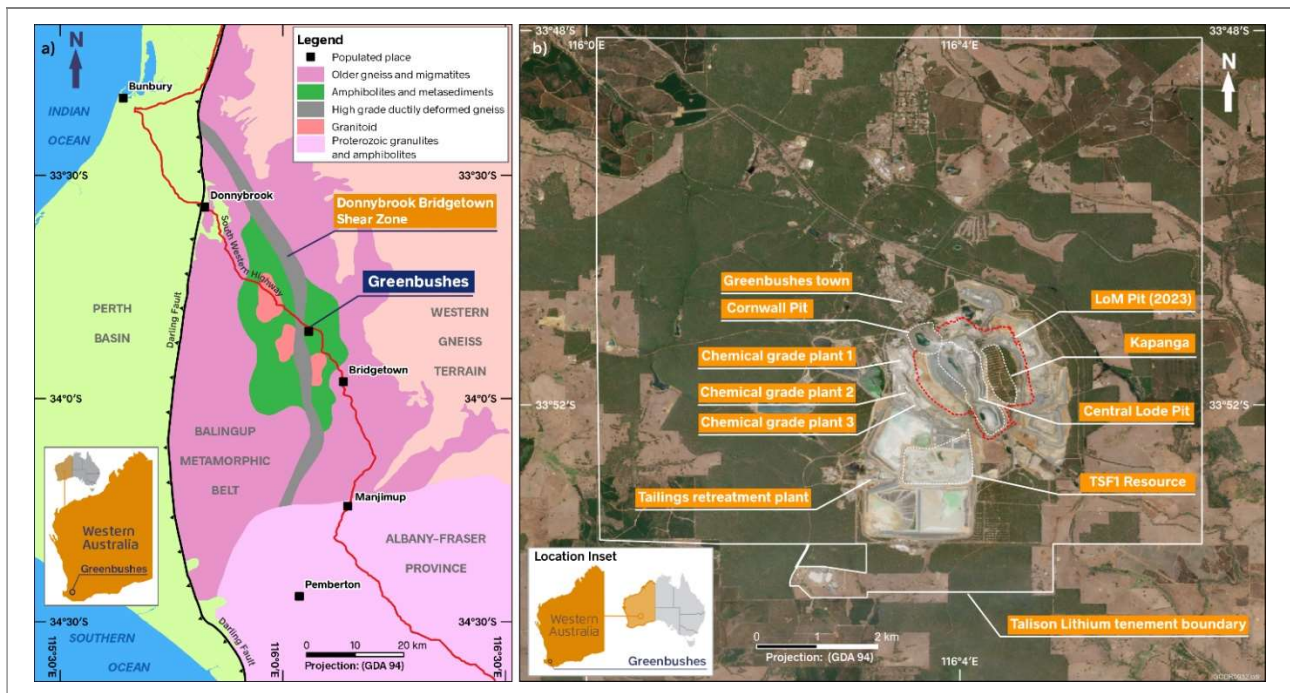 a)
N
Bunbury
INDIAN
OCEAN
Legend
Populated place
Older gneiss and migmatites
Amphibolites and metasediments
High grade ductily deformed gneiss
Granitoid
Proterozoic granulites
and amphibolites
33°30'S
33°30'S
Donnybrook
Donnybrook Bridgetown
Shear Zone
South Western Highway
Greenbushes
PERTH
BASIN
Darling Fault
WESTERN
GNEISS
TERRAIN
Bridgetown
34°0'S
34°0'S
BALINGUP
METAMORPHIC
BELT
Manjimup
Western
Australia
Greenbushes
ALBANY-FRASER
PROVINCE
Pemberton
34°30'S
34°30'S
SOUTHERN
OCEAN
Darling Fault
0 10 20 km
Projection: (GDA 94)
115°30'E
116°0'E
116°30'E
b)
33°48'S
116°0'E
116°4'E
33°48'S
N
Greenbushes town
Cornwall Pit
LoM Pit (2023)
Chemical grade plant 1
Kapanga
Chemical grade plant 2
33°52'S
33°52'S
Central Lode Pit
Chemical grade plant 3
Tailings retreatment plant
TSF1 Resource
Location Inset
Western
Australia
Greenbushes
0 1 2 km
Projection: (GDA 94)
Talison Lithium tenement boundary
116°4'E